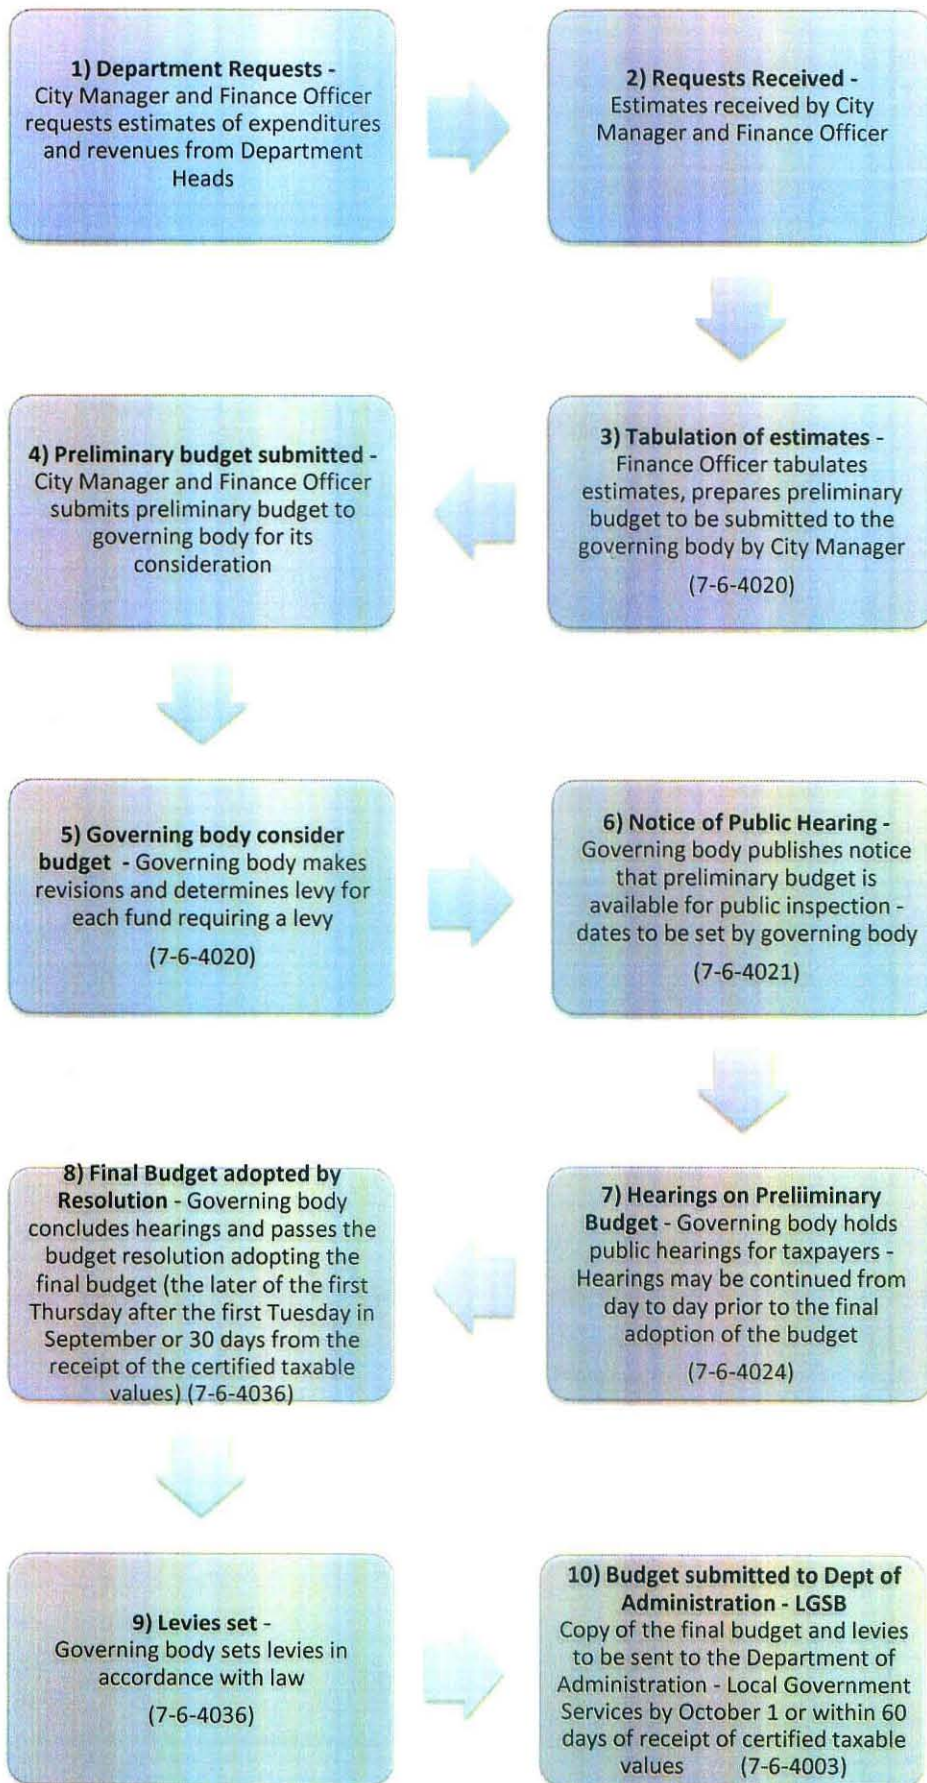 1) Department Requests -
City Manager and Finance Officer
requests estimates of expenditures
and revenues from Department
Heads
2) Requests Received -
Estimates received by City
Manager and Finance Officer
3) Tabulation of estimates -
Finance Officer tabulates
estimates, prepares preliminary
budget to be submitted to the
governing body by City Manager
(7-6-4020)
4) Preliminary budget submitted -
City Manager and Finance Officer
submits preliminary budget to
governing body for its
consideration
5) Governing body consider
budget - Governing body makes
revisions and determines levy for
each fund requiring a levy
(7-6-4020)
6) Notice of Public Hearing -
Governing body publishes notice
that preliminary budget is
available for public inspection -
dates to be set by governing body
(7-6-4021)
7) Hearings on Preliiminary
Budget - Governing body holds
public hearings for taxpayers -
Hearings may be continued from
day to day prior to the final
adoption of the budget
(7-6-4024)
8) Final Budget adopted by
Resolution - Governing body
concludes hearings and passes the
budget resolution adopting the
final budget (the later of the first
Thursday after the first Tuesday in
September or 30 days from the
receipt of the certified taxable
values) (7-6-4036)
9) Levies set -
Governing body sets levies in
accordance with law
(7-6-4036)
10) Budget submitted to Dept of
Administration - LGSB
Copy of the final budget and levies
to be sent to the Department of
Administration - Local Government
Services by October 1 or within 60
days of receipt of certified taxable
values (7-6-4003)